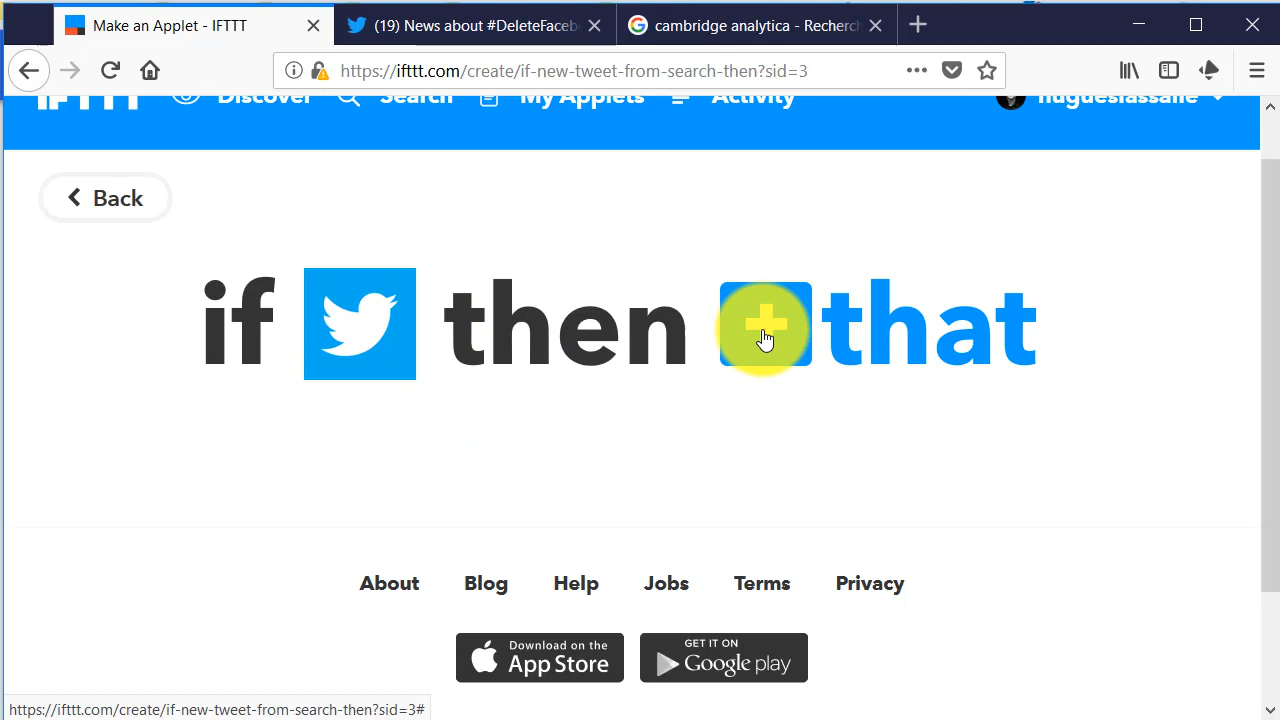 Make an Applet - IFTTT
(19) News about #DeleteFaceb
cambridge analytica - Recherch
https://ifttt.com/create/if-new-tweet-from-search-then?sid=3
IFTTT Discover Search My Applets Activity hugueslassalle
Back
if then that
About Blog Help Jobs Terms Privacy
Download on the
App Store
GET IT ON
Google play
https://ifttt.com/create/if-new-tweet-from-search-then?sid=3#